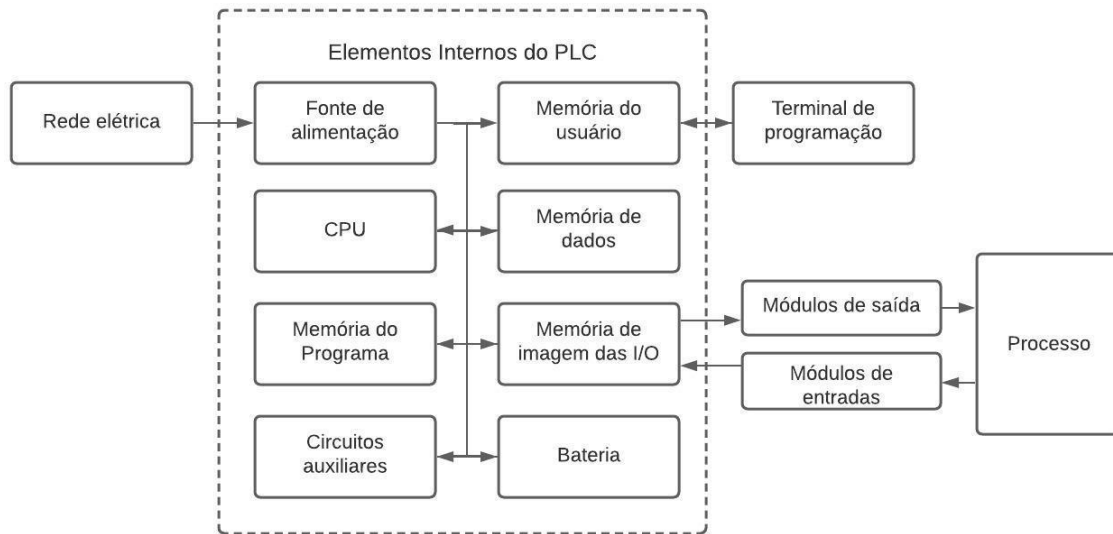 Elementos Internos do PLC
Rede elétrica
Fonte de
alimentação
Memória do
usuário
Terminal de
programação
CPU
Memória de
dados
Memória do
Programa
Memória de
imagem das I/O
Módulos de saída
Módulos de
entradas
Processo
Circuitos
auxiliares
Bateria